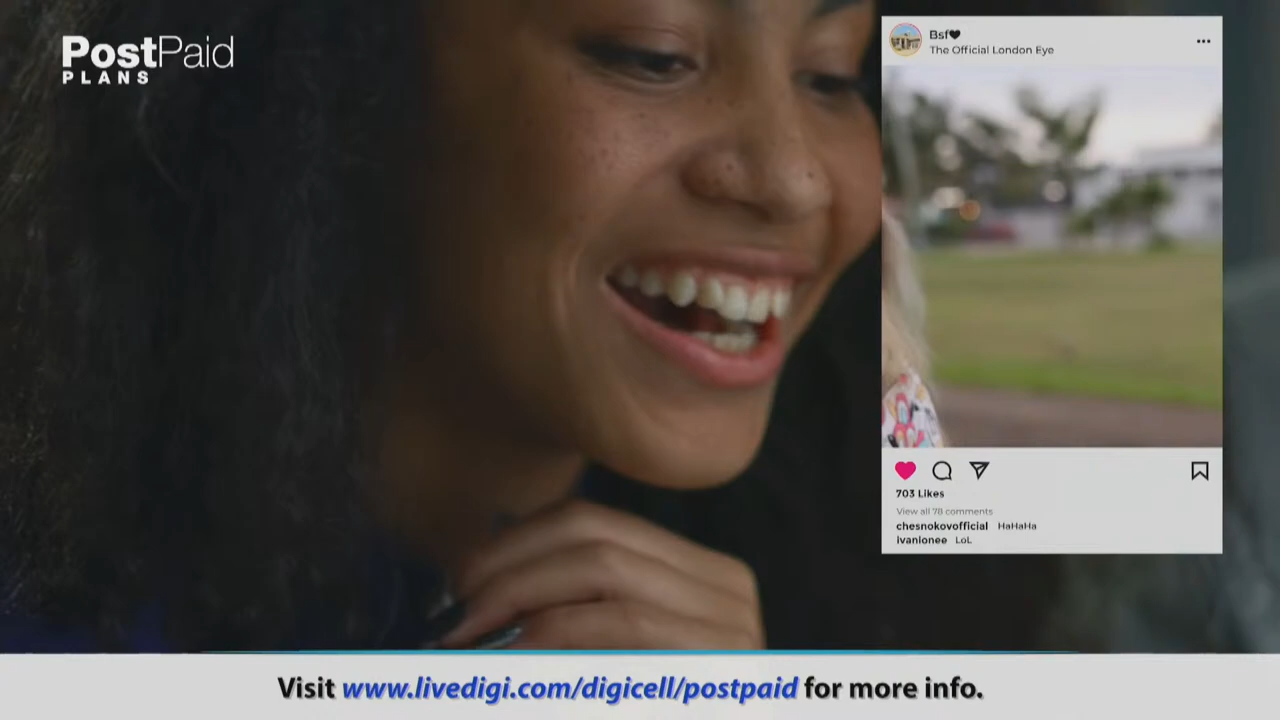 PostPaid
PLANS
Bsf🖤
The Official London Eye
703 Likes
View all 78 comments
chesnokovofficial HaHaHa
ivanionee LoL
Visit www.livedigi.com/digicell/postpaid for more info.